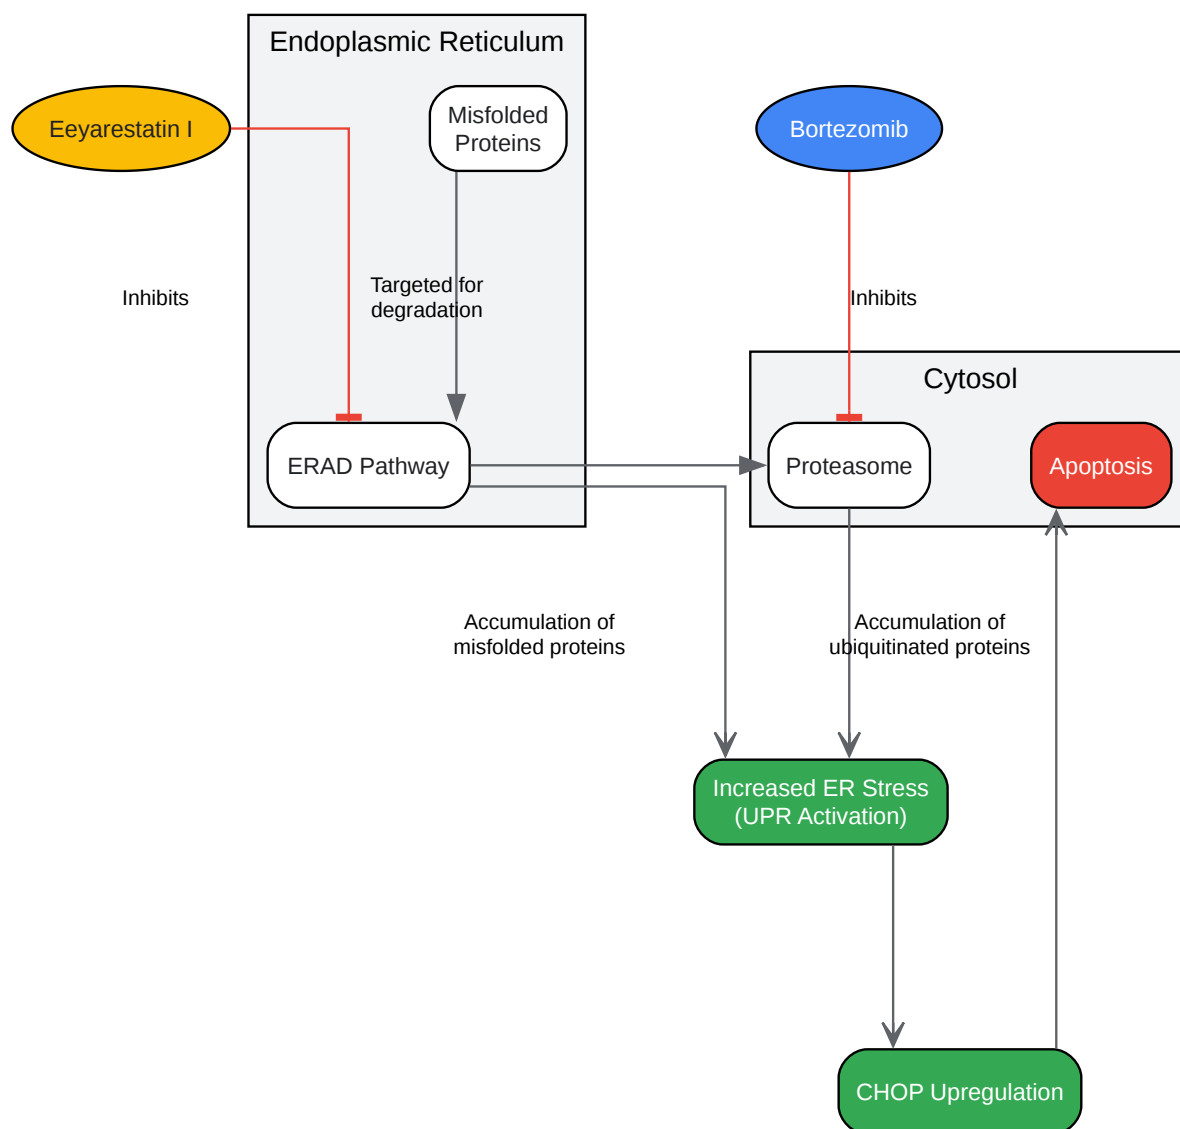 Endoplasmic Reticulum
Eeyarestatin I
Misfolded
Proteins
Bortezomib
Inhibits
Targeted for
degradation
Inhibits
Cytosol
ERAD Pathway
Proteasome
Apoptosis
Accumulation of
misfolded proteins
Accumulation of
ubiquitinated proteins
Increased ER Stress
(UPR Activation)
CHOP Upregulation